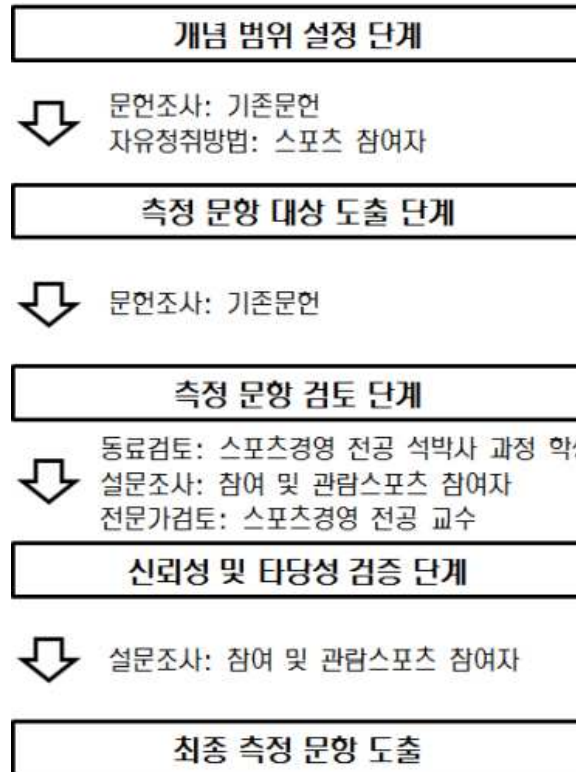 개념 범위 설정 단계
문헌조사: 기존문헌
자유청취방법: 스포츠 참여자
측정 문항 대상 도출 단계
문헌조사: 기존문헌
측정 문항 검토 단계
동료검토: 스포츠경영 전공 석박사 과정
설문조사: 참여 및 관람스포츠 참여자
전문가검토: 스포츠경영 전공 교수
신뢰성 및 타당성 검증 단계
설문조사: 참여 및 관람스포츠 참여자
최종 측정 문항 도출